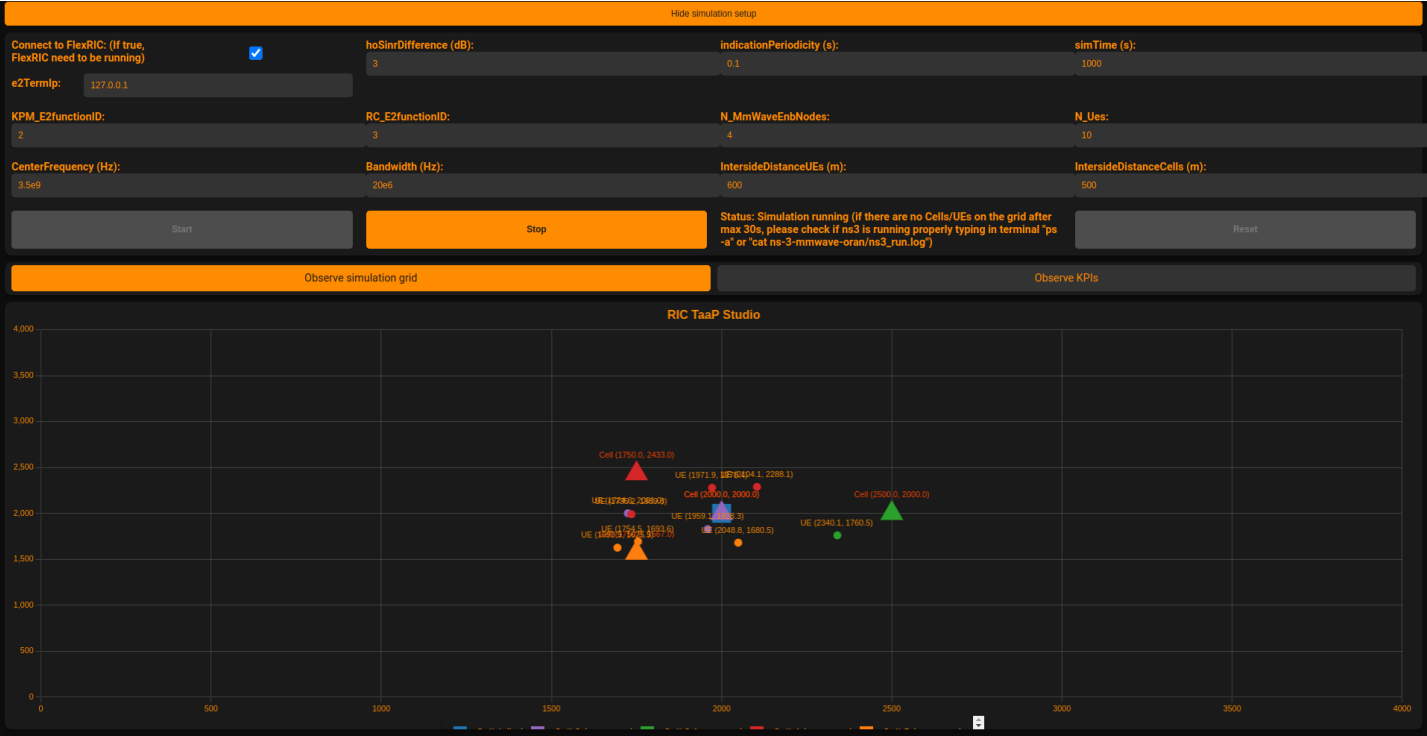 Hide simulation setup
Connect to FlexRIC: (If true,
FlexRIC need to be running)
hoSinrDifference (dB):
3
indicationPeriodicity (s):
0.1
simTime (s):
1000
e2TermIp:
127.0.0.1
KPM_E2functionID:
2
RC_E2functionID:
3
N_MmWaveEnbNodes:
4
N_Ues:
10
CenterFrequency (Hz):
3.5e9
Bandwidth (Hz):
20e6
IntersideDistanceUEs (m):
600
IntersideDistanceCells (m):
500
Start
Stop
Status: Simulation running (if there are no Cells/UEs on the grid after
max 30s, please check if ns3 is running properly typing in terminal "ps
-a" or "cat ns-3-mmwave-oran/ns3_run.log")
Reset
Observe simulation grid
Observe KPIs
RIC TaaP Studio
4,000
3,500
3,000
2,500
2,000
1,500
1,000
500
0
Cell (1750.0, 2433.0)
UE (1971.9,
2288.1)
Cell (2000.0, 2000.0)
Cell (2500.0, 2000.0)
UE (1959.1,
UE (2340.1, 1760.5)
UE (1754.5, 1693.6)
UE (2048.8, 1680.5)
0
500
1000
1500
2000
2500
3000
3500
4000